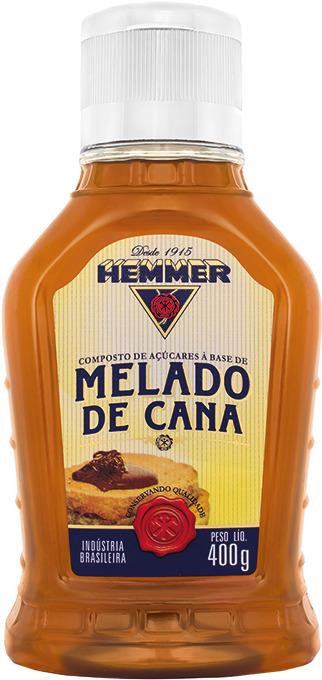 Desde 1915
HEMMER
COMPOSTO DE AÇÚCARES À BASE DE
MELADO
DE CANA
CONSERVANDO QUALIDADE
INDÚSTRIA
BRASILEIRA
PESO LÍQ.
400g